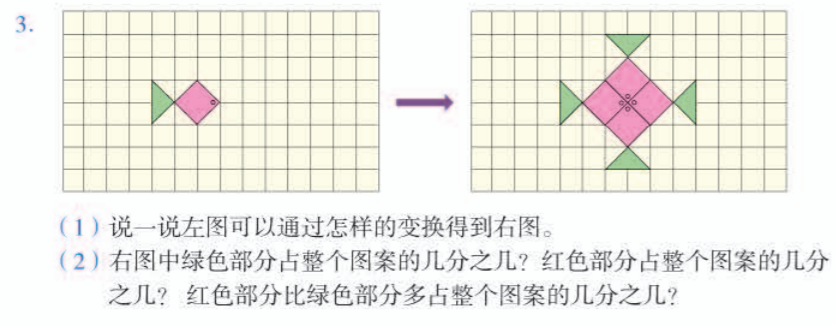 3.
（1）说一说左图可以通过怎样的变换得到右图。
（2）右图中绿色部分占整个图案的几分之几？红色部分占整个图案的几分
之几？ 红色部分比绿色部分多占整个图案的几分之几？